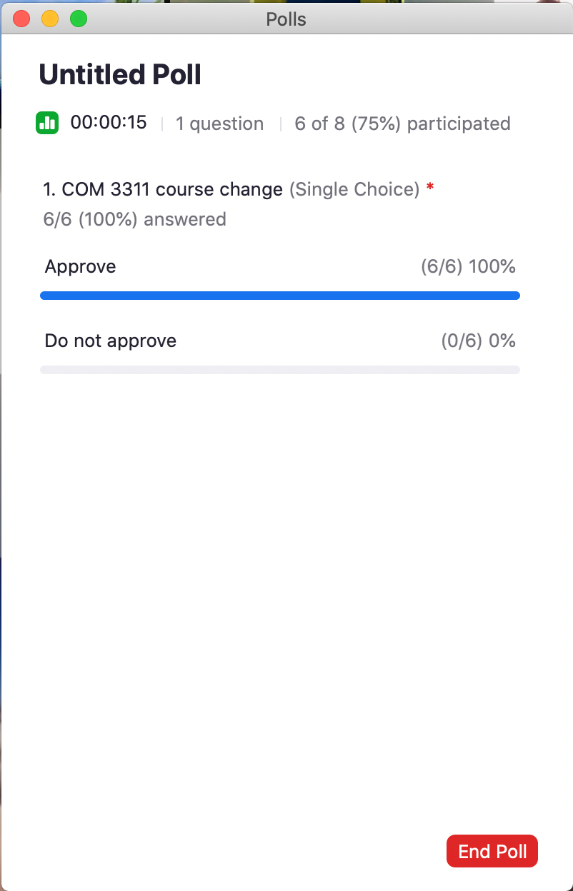 Polls
Untitled Poll
00:00:15 | 1 question | 6 of 8 (75%) participated
1. COM 3311 course change (Single Choice) *
6/6 (100%) answered
Approve (6/6) 100%
Do not approve (0/6) 0%
End Poll